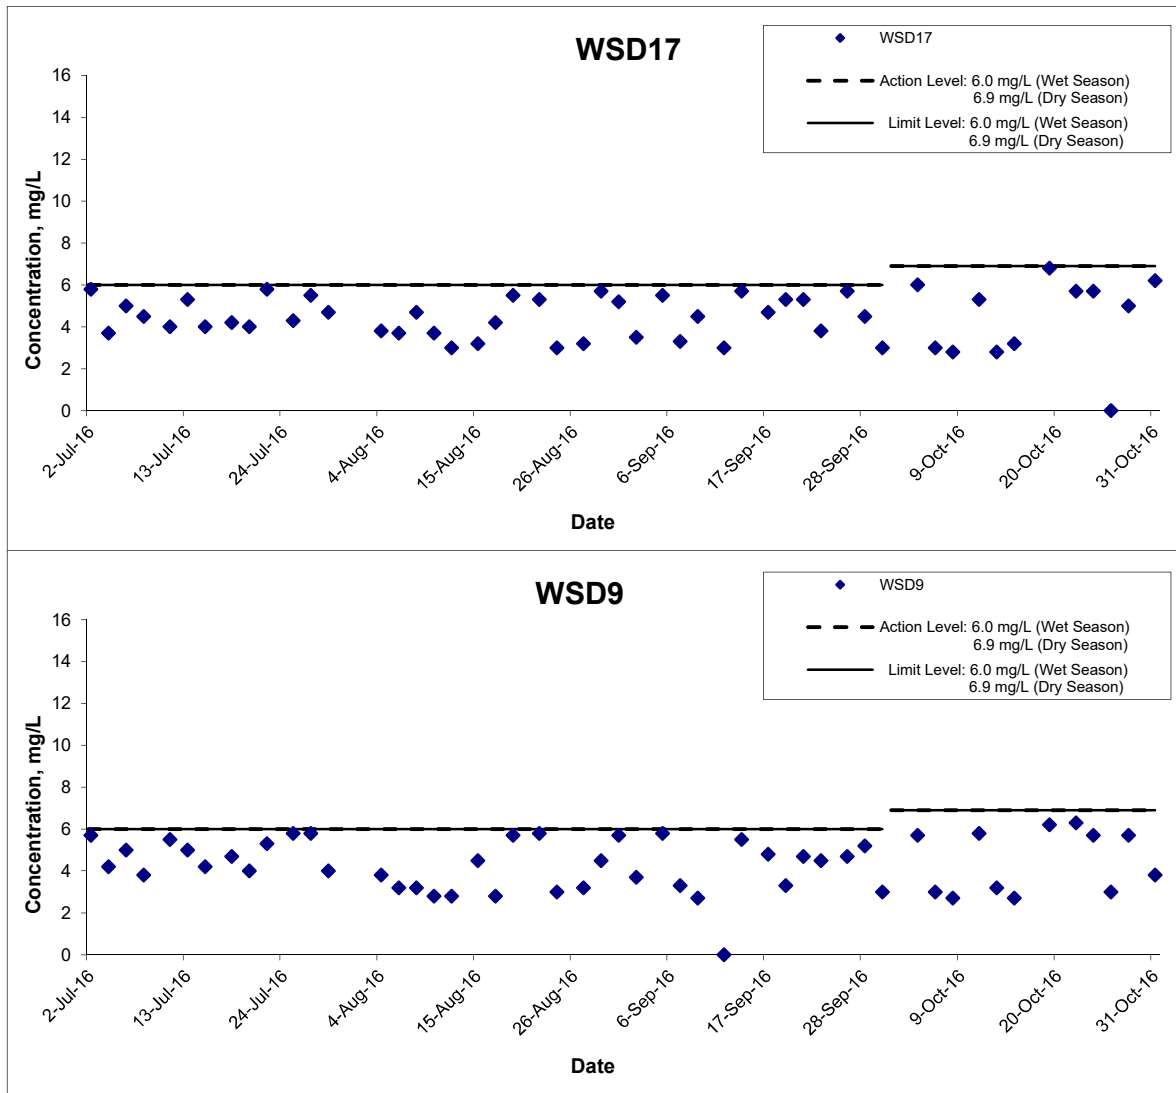 WSD17
WSD17
Action Level: 6.0 mg/L (Wet Season)
6.9 mg/L (Dry Season)
Limit Level: 6.0 mg/L (Wet Season)
6.9 mg/L (Dry Season)
Concentration, mg/L
16
14
12
10
8
6
4
2
0
2-Jul-16
13-Jul-16
24-Jul-16
4-Aug-16
15-Aug-16
26-Aug-16
6-Sep-16
17-Sep-16
28-Sep-16
9-Oct-16
20-Oct-16
31-Oct-16
Date
WSD9
WSD9
Action Level: 6.0 mg/L (Wet Season)
6.9 mg/L (Dry Season)
Limit Level: 6.0 mg/L (Wet Season)
6.9 mg/L (Dry Season)
Concentration, mg/L
16
14
12
10
8
6
4
2
0
2-Jul-16
13-Jul-16
24-Jul-16
4-Aug-16
15-Aug-16
26-Aug-16
6-Sep-16
17-Sep-16
28-Sep-16
9-Oct-16
20-Oct-16
31-Oct-16
Date